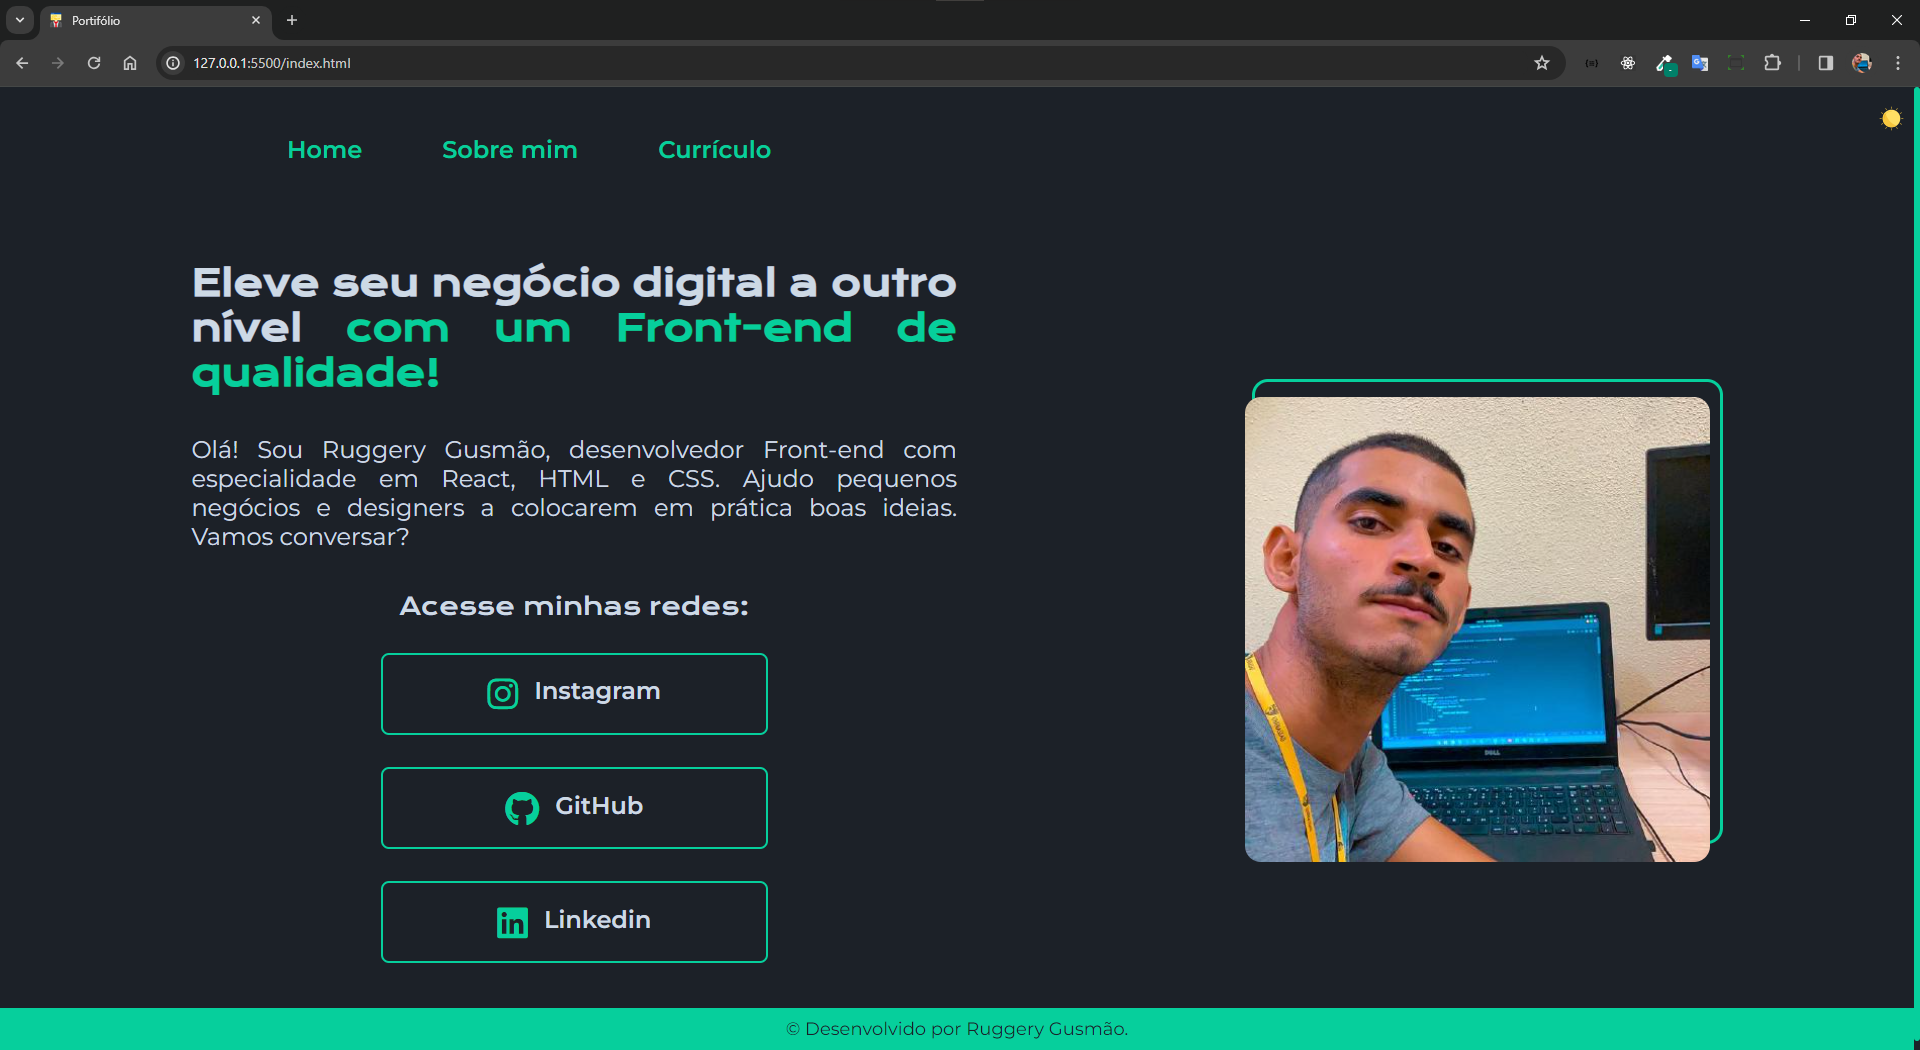 Portifólio
127.0.0.1:5500/index.html
Home Sobre mim Currículo
Eleve seu negócio digital a outro
nível com um Front-end de
qualidade!
Olá! Sou Ruggery Gusmão, desenvolvedor Front-end com
especialidade em React, HTML e CSS. Ajudo pequenos
negócios e designers a colocarem em prática boas ideias.
Vamos conversar?
Acesse minhas redes:
Instagram
GitHub
Linkedin
DELL
© Desenvolvido por Ruggery Gusmão.